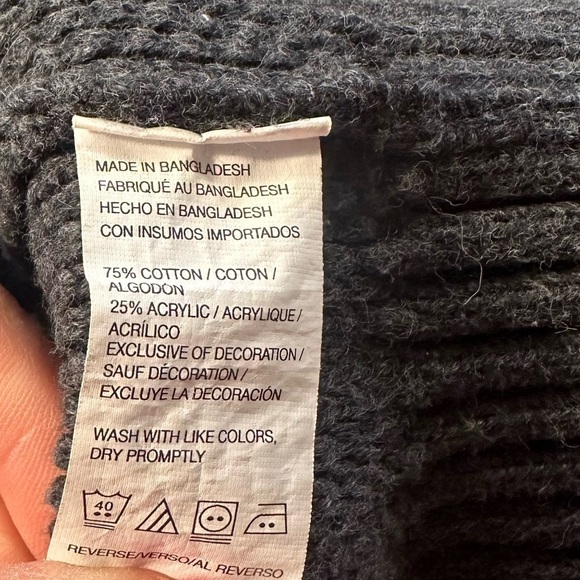 MADE IN BANGLADESH
FABRIQUÉ AU BANGLADESH
HECHO EN BANGLADESH
CON INSUMOS IMPORTADOS
75% COTTON / COTON /
ALGODÓN
25% ACRYLIC / ACRYLIQUE /
ACRÍLICO
EXCLUSIVE OF DECORATION /
SAUF DÉCORATION /
EXCLUYE LA DECORACIÓN
WASH WITH LIKE COLORS,
DRY PROMPTLY
40
REVERSE/VERSO/AL REVERSO